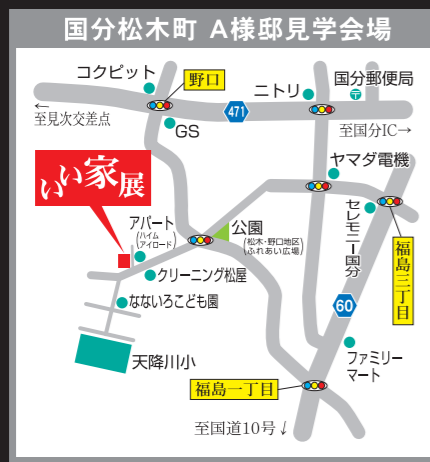 国分松木町 A様邸見学会場
コクピット
野口
ニトリ
国分郵便局
〒
←
至見次交差点
GS
471
至国分IC→
いい家展
ヤマダ電機
アパート
(ハイム
アイロード)
公園
(松木・野口地区)
(ふれあい広場)
セレモニー国分
福島三丁目
クリーニング松屋
なないろこども園
60
天降川小
ファミリー
マート
福島一丁目
至国道10号↓